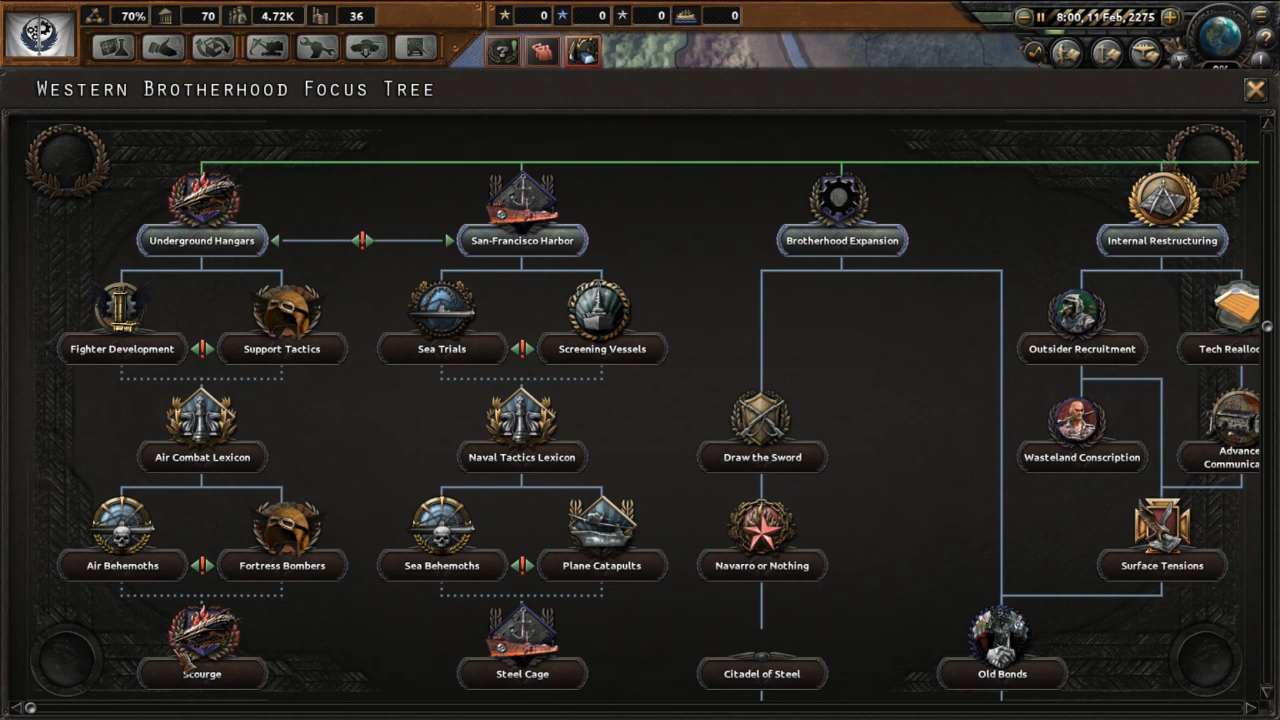 70% 70 4.72K 36 0 0 0 0 8:00, 11 Feb, 2275
Western Brotherhood Focus Tree
Underground Hangars San-Francisco Harbor Brotherhood Expansion Internal Restructuring
Fighter Development Support Tactics Sea Trials Screening Vessels Outsider Recruitment Tech Realloc
Air Combat Lexicon Naval Tactics Lexicon Draw the Sword Wasteland Conscription Advance
Communica
Air Behemoths Fortress Bombers Sea Behemoths Plane Catapults Navarro or Nothing Surface Tensions
Scourge Steel Cage Citadel of Steel Old Bonds